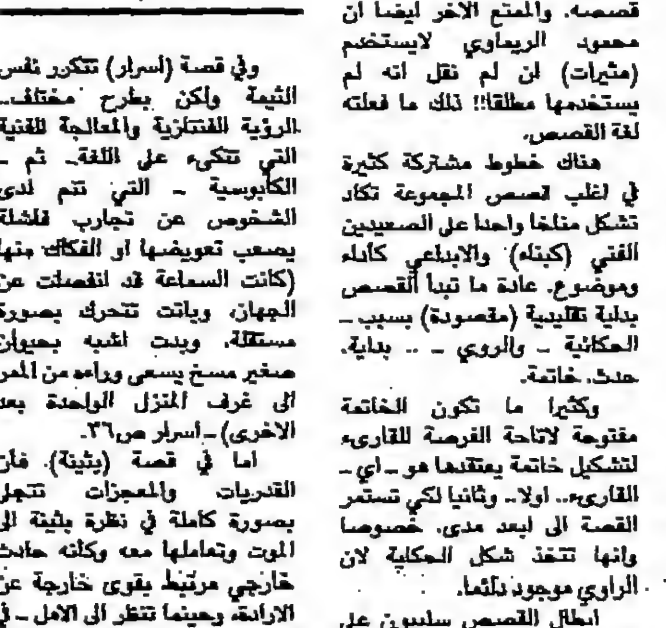 قصصه. والممتع الآخر ايضا ان
محمود الريماوي لايستخدم
(مثيرات) ان لم نقل انه لم
يستخدمها مطلقا!! ذلك ما فعلته
لغة القصص.
هناك خطوط مشتركة كثيرة
في اغلب قصص المجموعة تكاد
تشكل مناخا واحدا على الصعيدين
الفني (كبناء) والابداعي كأداء
وموضوع. عادة ما تبدا القصص
بداية تقليدية (مقصودة) بسبب ـ
الحكائية ـ والروي ـ .. بداية.
حدث. خاتمة.
وكثيرا ما تكون الخاتمة
مفتوحة لاتاحة الفرصة للقارىء
لتشكيل خاتمة يعتقدها هو ـ اي ـ
القارىء.. اولا.. وثانيا لكي تستمر
القصة الى ابعد مدى. خصوصا
وانها تتخذ شكل الحكاية لان
الراوي موجود دائما.
ابطال القصص سلبيون على
وفي قصة (اسرار) تتكرر نفس
الثيمة ولكن بطرح مختلف..
الرؤية الفنتازية والمعالجة الفنية
التي تتكىء على اللغة.. ثم ـ
الكابوسية ـ التي تتم لدى
الشخوص عن تجارب فاشلة
يصعب تعويضها او الفكاك منها
(كانت السماعة قد انفصلت عن
الجهاز، وباتت تتحرك بصورة
مستقلة، وبدت اشبه بحيوان
صغير مسخ يسعى وراءه من الممر
الى غرف المنزل الواحدة بعد
الاخرى) ـ اسرار ص٣٦.
اما في قصة (بثينة). فان
القدريات والمعجزات تتجلى
بصورة كاملة في نظرة بثينة الى
الموت وتعاملها معه وكأنه حادث
خارجي مرتبط بقوى خارجة عن
الارادة، وحينما تنظر الى الامل ـ في